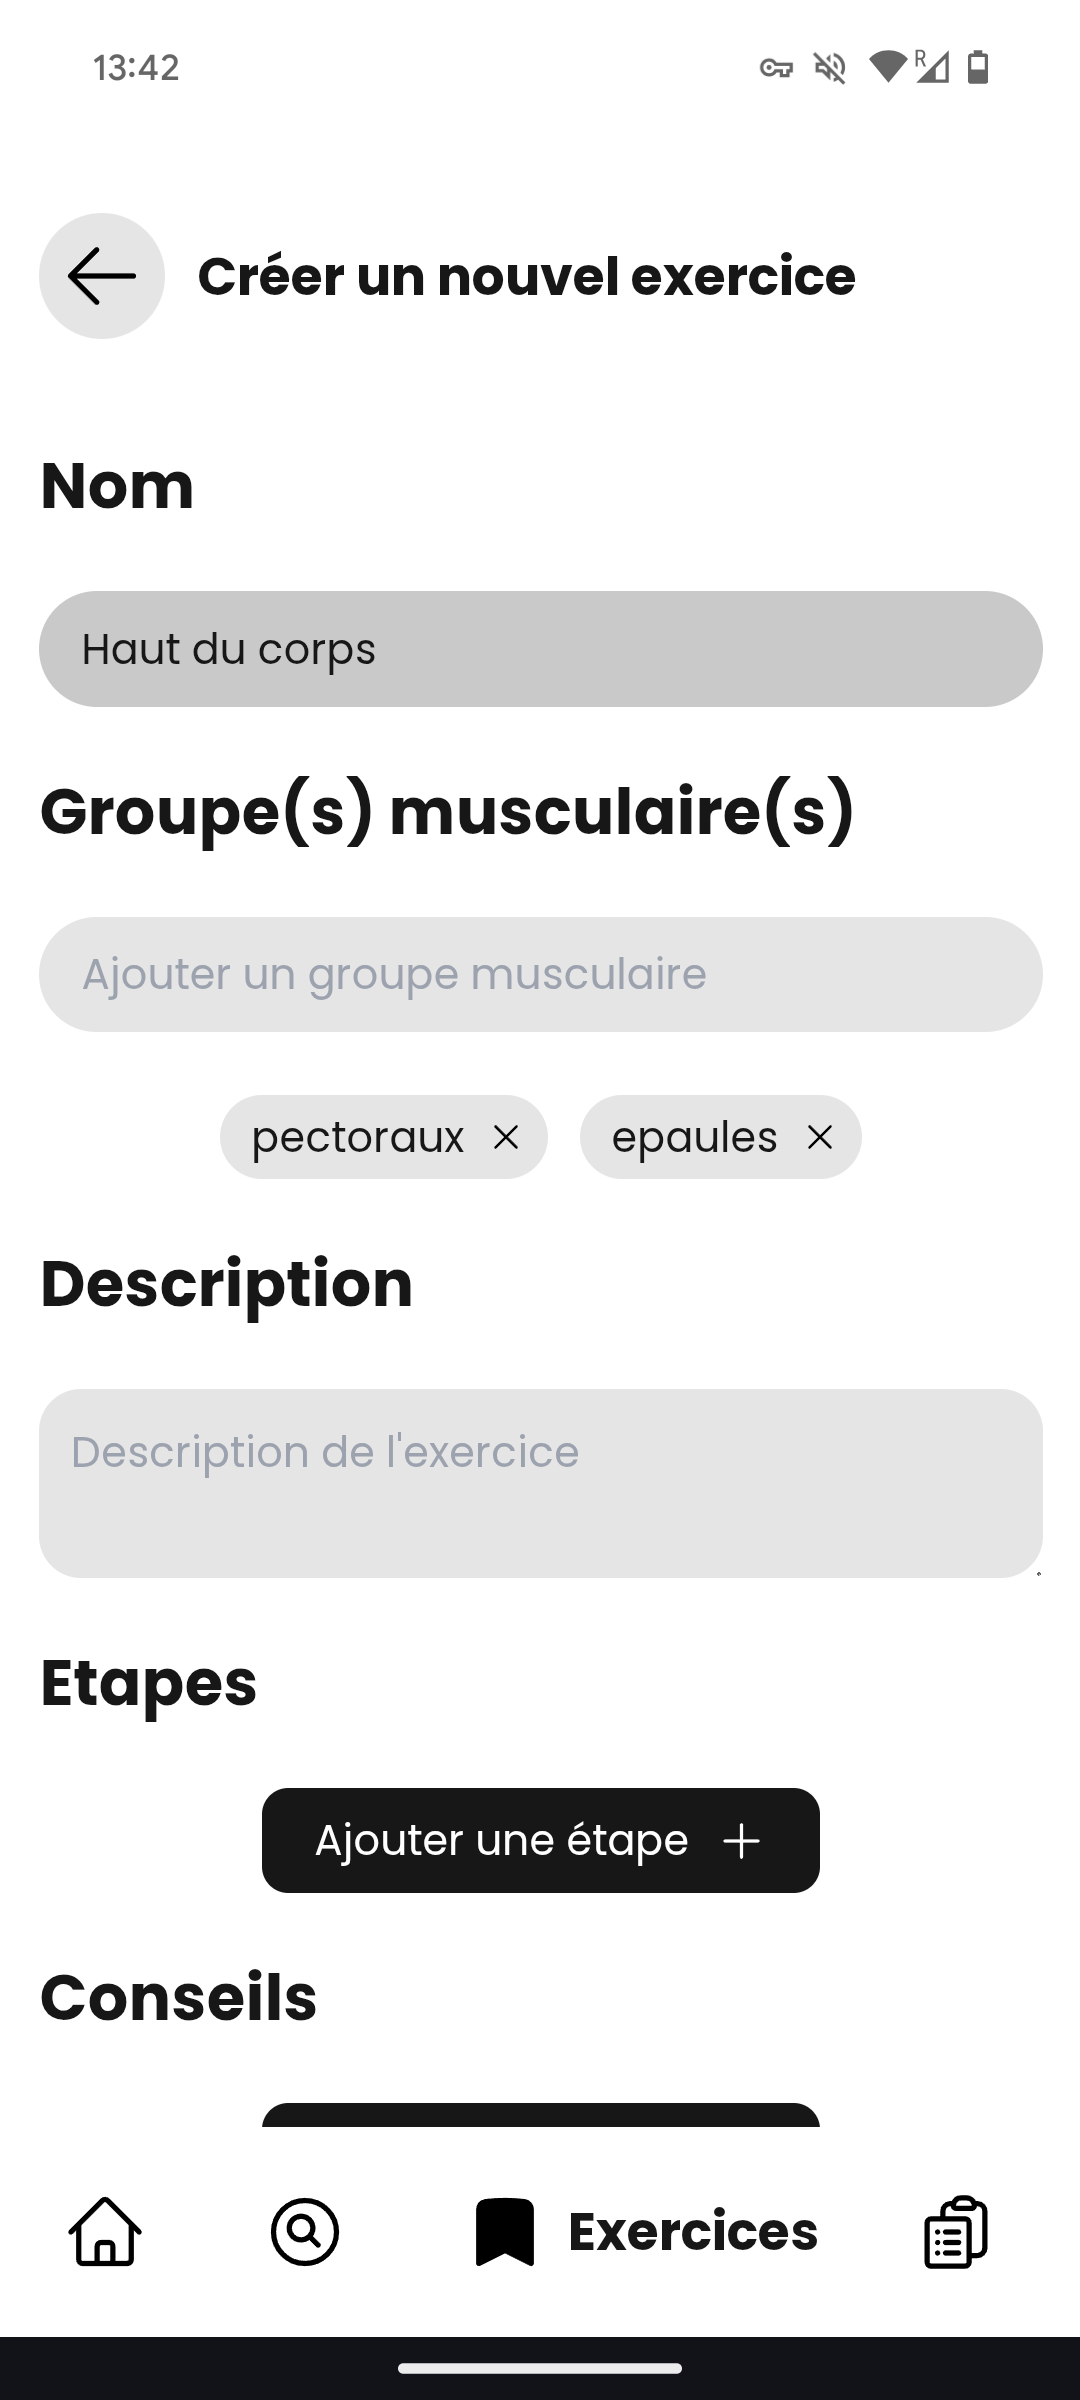 13:42
R
Créer un nouvel exercice
Nom
Haut du corps
Groupe(s) musculaire(s)
Ajouter un groupe musculaire
pectoraux epaules
Description
Description de l'exercice
Etapes
Ajouter une étape
Conseils
Exercices